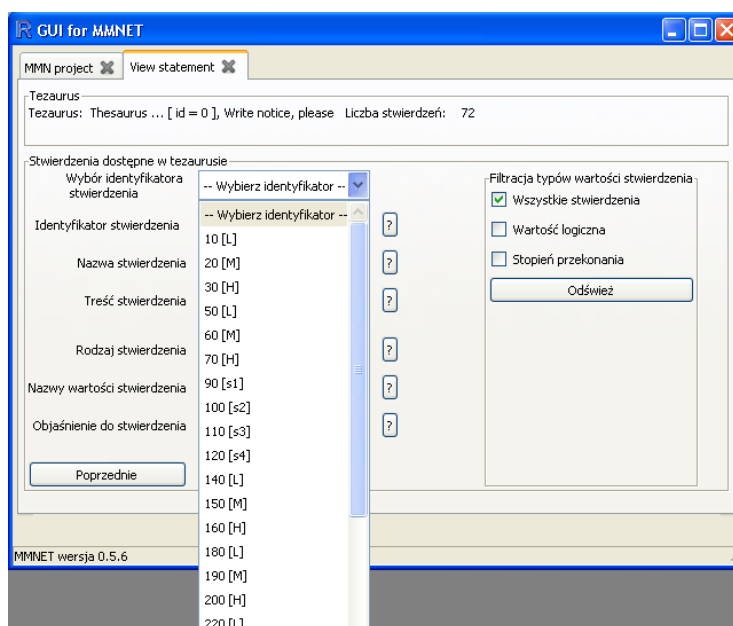 GUI for MMNET
MMN project
View statement
Tezaurus
Tezaurus: Thesaurus ... [ id = 0 ], Write notice, please Liczba stwierdzeń: 72
Stwierdzenia dostępne w tezaurusie
Wybór identyfikatora
stwierdzenia
-- Wybierz identyfikator --
-- Wybierz identyfikator --
10 [L]
20 [M]
30 [H]
50 [L]
60 [M]
70 [H]
90 [s1]
100 [s2]
110 [s3]
120 [s4]
140 [L]
150 [M]
160 [H]
180 [L]
190 [M]
200 [H]
220 [L]
Identyfikator stwierdzenia
?
Nazwa stwierdzenia
?
Treść stwierdzenia
?
Rodzaj stwierdzenia
?
Nazwy wartości stwierdzenia
?
Objaśnienie do stwierdzenia
?
Poprzednie
Filtracja typów wartości stwierdzenia
Wszystkie stwierdzenia
Wartość logiczna
Stopień przekonania
Odśwież
MMNET wersja 0.5.6